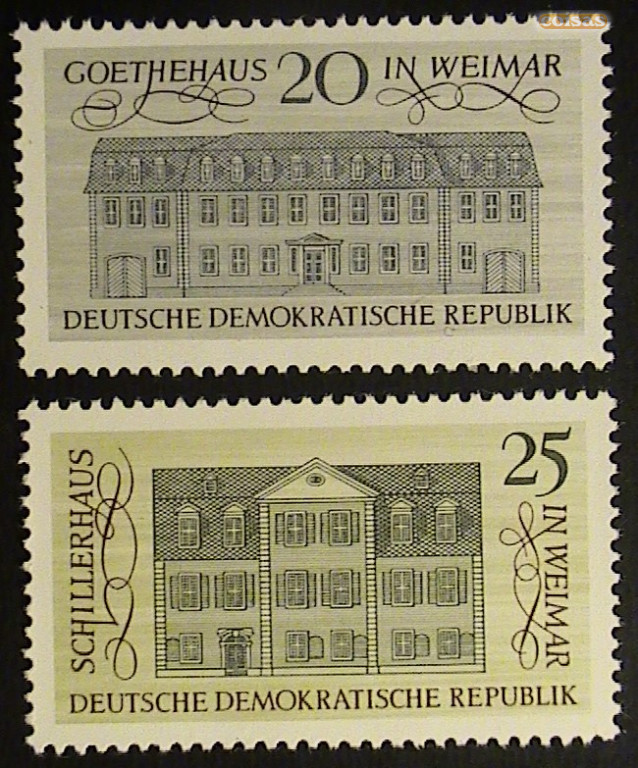 GOETHEHAUS 20 IN WEIMAR
DEUTSCHE DEMOKRATISCHE REPUBLIK
SCHILLERHAUS
25
IN WEIMAR
DEUTSCHE DEMOKRATISCHE REPUBLIK